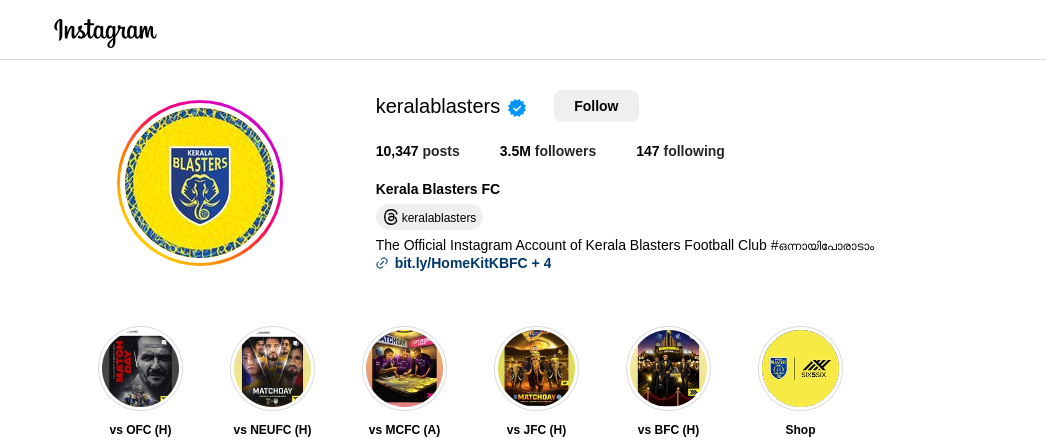 Instagram
keralablasters
Follow
10,347 posts 3.5M followers 147 following
KERALA
BLASTERS
Kerala Blasters FC
keralablasters
The Official Instagram Account of Kerala Blasters Football Club #ഒന്നായിപോരാടാം
bit.ly/HomeKitKBFC + 4
MATCH DAY
MATCHDAY
MATCHDAY
SIX5SIX
vs OFC (H) vs NEUFC (H) vs MCFC (A) vs JFC (H) vs BFC (H) Shop